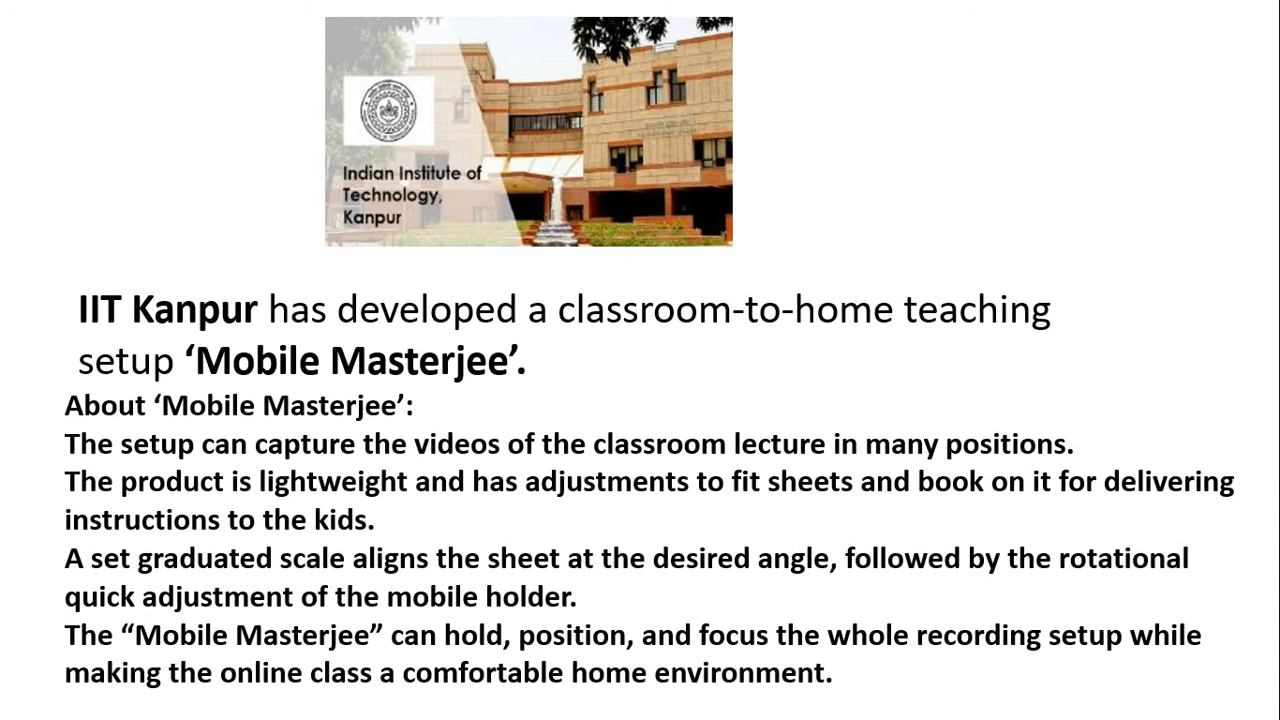 Indian Institute of
Technology,
Kanpur
IIT Kanpur has developed a classroom-to-home teaching
setup ‘Mobile Masterjee’.
About ‘Mobile Masterjee’:
The setup can capture the videos of the classroom lecture in many positions.
The product is lightweight and has adjustments to fit sheets and book on it for delivering
instructions to the kids.
A set graduated scale aligns the sheet at the desired angle, followed by the rotational
quick adjustment of the mobile holder.
The “Mobile Masterjee” can hold, position, and focus the whole recording setup while
making the online class a comfortable home environment.